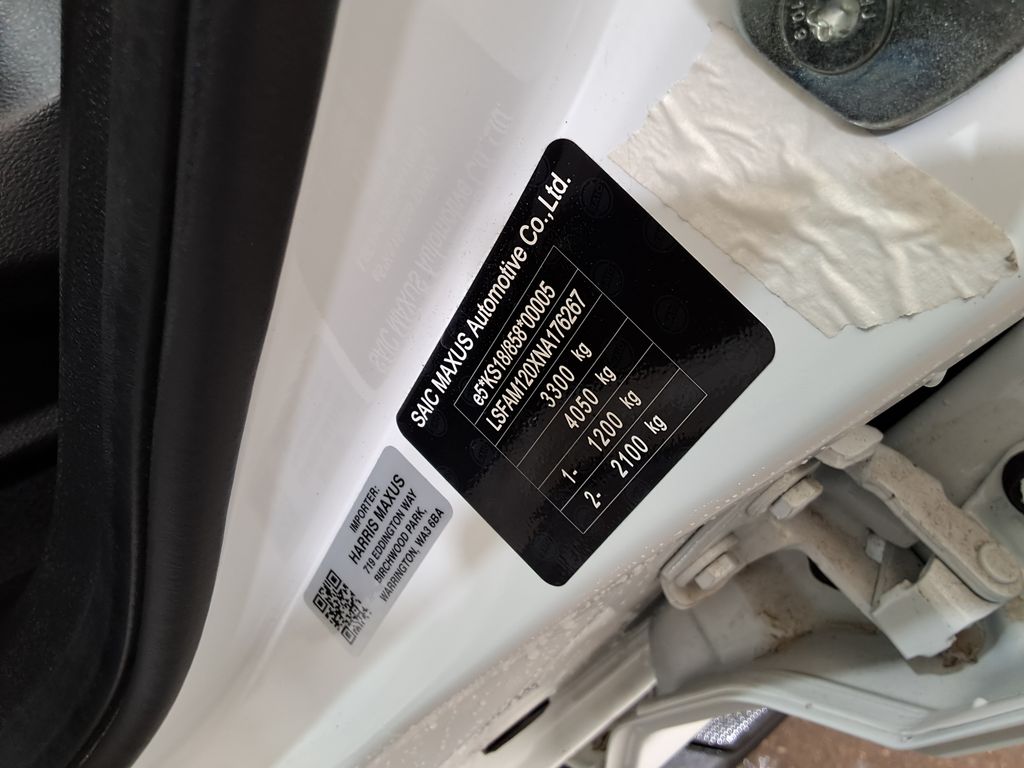 SAIC MAXUS Automotive Co.,Ltd.
e5*KS18/858*00005
LSFAM120XNA176267
3300 kg
4050 kg
1- 1200 kg
2- 2100 kg
IMPORTER:
HARRIS MAXUS
719 EDDINGTON WAY
BIRCHWOOD PARK,
WARRINGTON, WA3 6BA